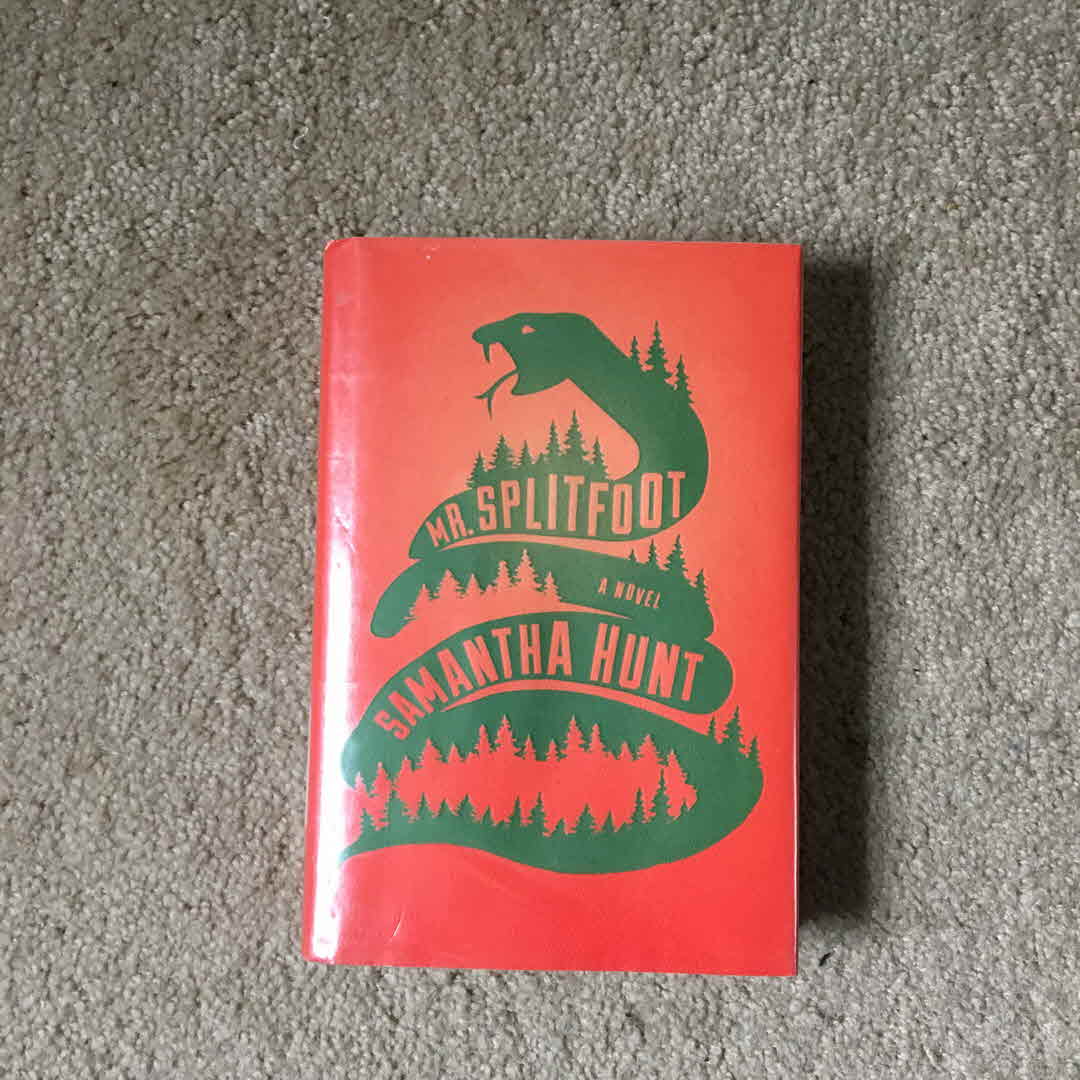 MR. SPLITFOOT
A NOVEL
SAMANTHA HUNT